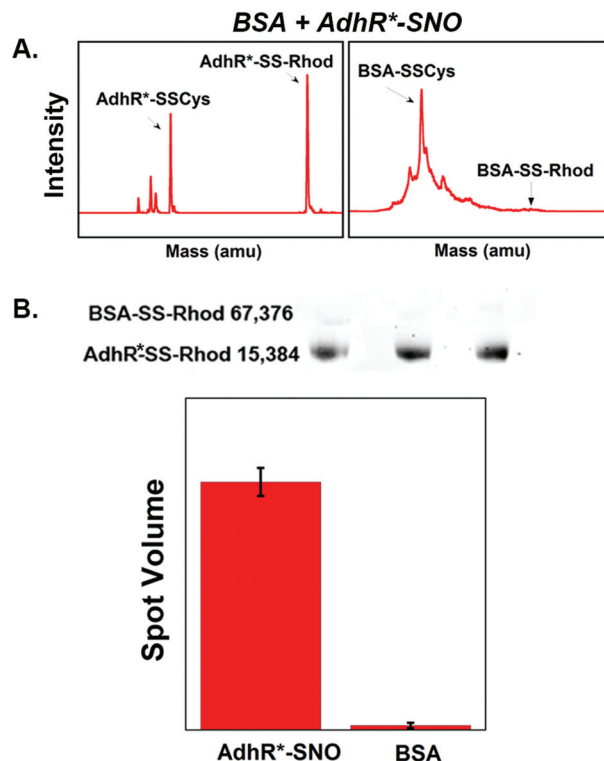 BSA + AdhR*-SNO
A.
AdhR*-SS-Rhod
AdhR*-SSCys
BSA-SSCys
BSA-SS-Rhod
Intensity
Mass (amu)
Mass (amu)
B.
BSA-SS-Rhod 67,376
AdhR*-SS-Rhod 15,384
Spot Volume
AdhR*-SNO
BSA